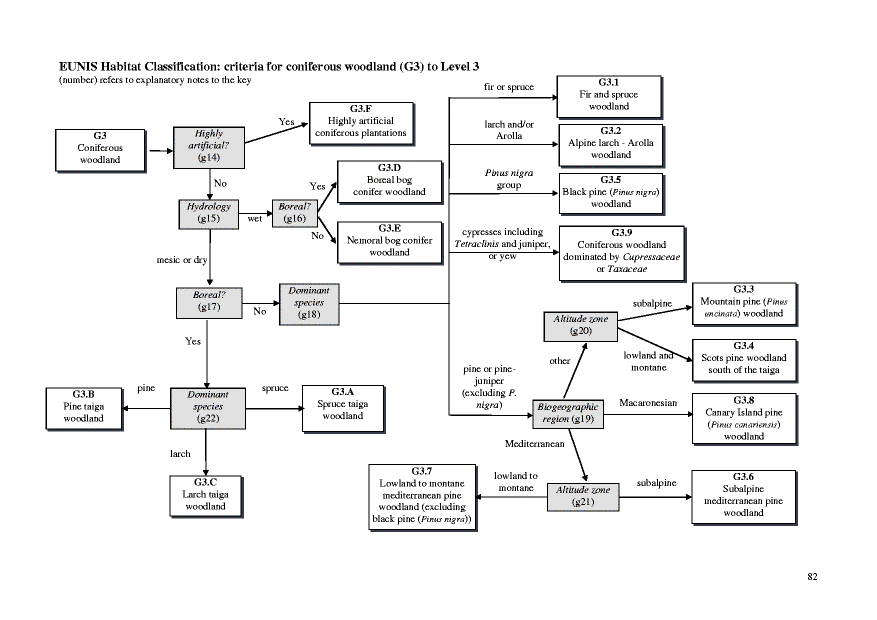 EUNIS Habitat Classification: criteria for coniferous woodland (G3) to Level 3
(number) refers to explanatory notes to the key
G3
Coniferous
woodland
Highly
artificial?
(g14)
Yes
G3.F
Highly artificial
coniferous plantations
No
Hydrology
(g15)
wet
Boreal?
(g16)
Yes
G3.D
Boreal bog
conifer woodland
No
G3.E
Nemoral bog conifer
woodland
mesic or dry
Boreal?
(g17)
No
Dominant
species
(g18)
Yes
Dominant
species
(g22)
pine
G3.B
Pine taiga
woodland
spruce
G3.A
Spruce taiga
woodland
larch
G3.C
Larch taiga
woodland
fir or spruce
G3.1
Fir and spruce
woodland
larch and/or
Arolla
G3.2
Alpine larch - Arolla
woodland
Pinus nigra
group
G3.5
Black pine (Pinus nigra)
woodland
cypresses including
Tetraclinis and juniper,
or yew
G3.9
Coniferous woodland
dominated by Cupressaceae
or Taxaceae
pine or pine-
juniper
(excluding P.
nigra)
Biogeographic
region (g19)
other
Altitude zone
(g20)
subalpine
G3.3
Mountain pine (Pinus
uncinata) woodland
lowland and
montane
G3.4
Scots pine woodland
south of the taiga
Macaronesian
G3.8
Canary Island pine
(Pinus canariensis)
woodland
Mediterranean
Altitude zone
(g21)
lowland to
montane
G3.7
Lowland to montane
mediterranean pine
woodland (excluding
black pine (Pinus nigra))
subalpine
G3.6
Subalpine
mediterranean pine
woodland
82